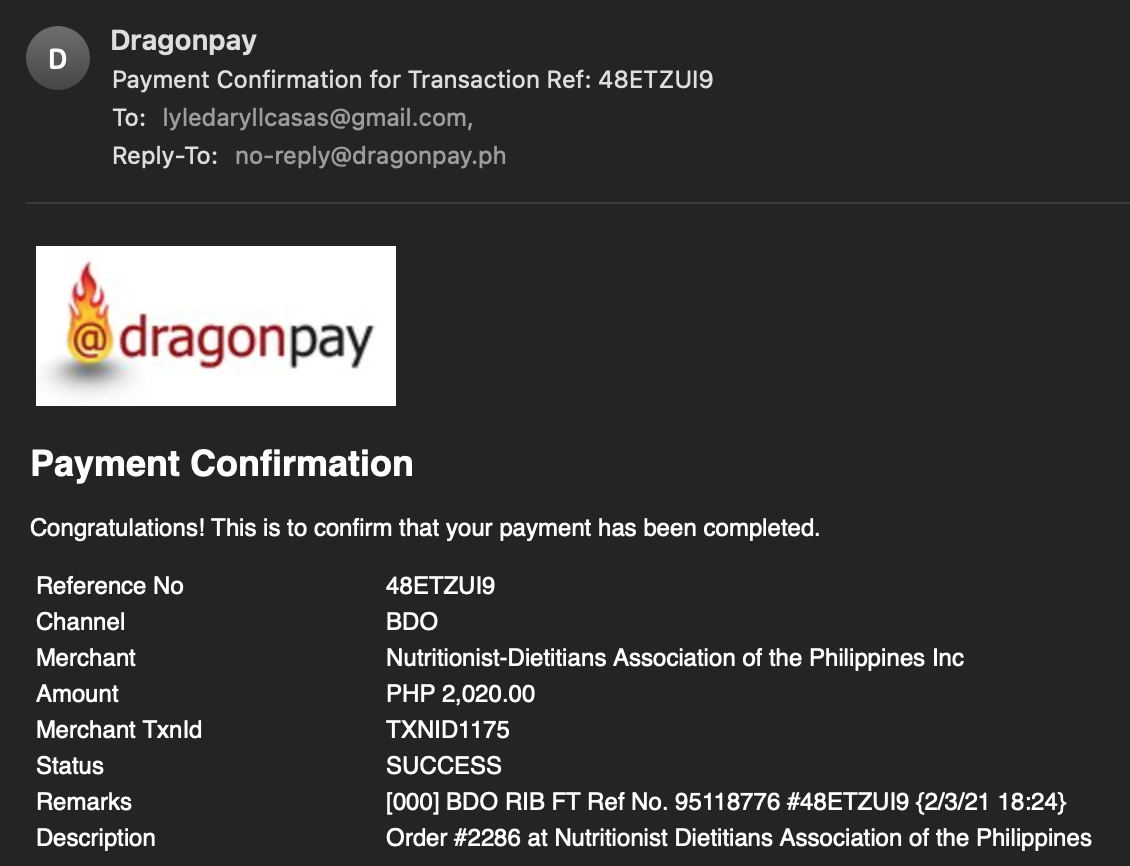 D
Dragonpay
Payment Confirmation for Transaction Ref: 48ETZUI9
To: lyledaryllcasas@gmail.com,
Reply-To: no-reply@dragonpay.ph
@dragonpay
Payment Confirmation
Congratulations! This is to confirm that your payment has been completed.
Reference No 48ETZUI9
Channel BDO
Merchant Nutritionist-Dietitians Association of the Philippines Inc
Amount PHP 2,020.00
Merchant TxnId TXNID1175
Status SUCCESS
Remarks [000] BDO RIB FT Ref No. 95118776 #48ETZUI9 {2/3/21 18:24}
Description Order #2286 at Nutritionist Dietitians Association of the Philippines